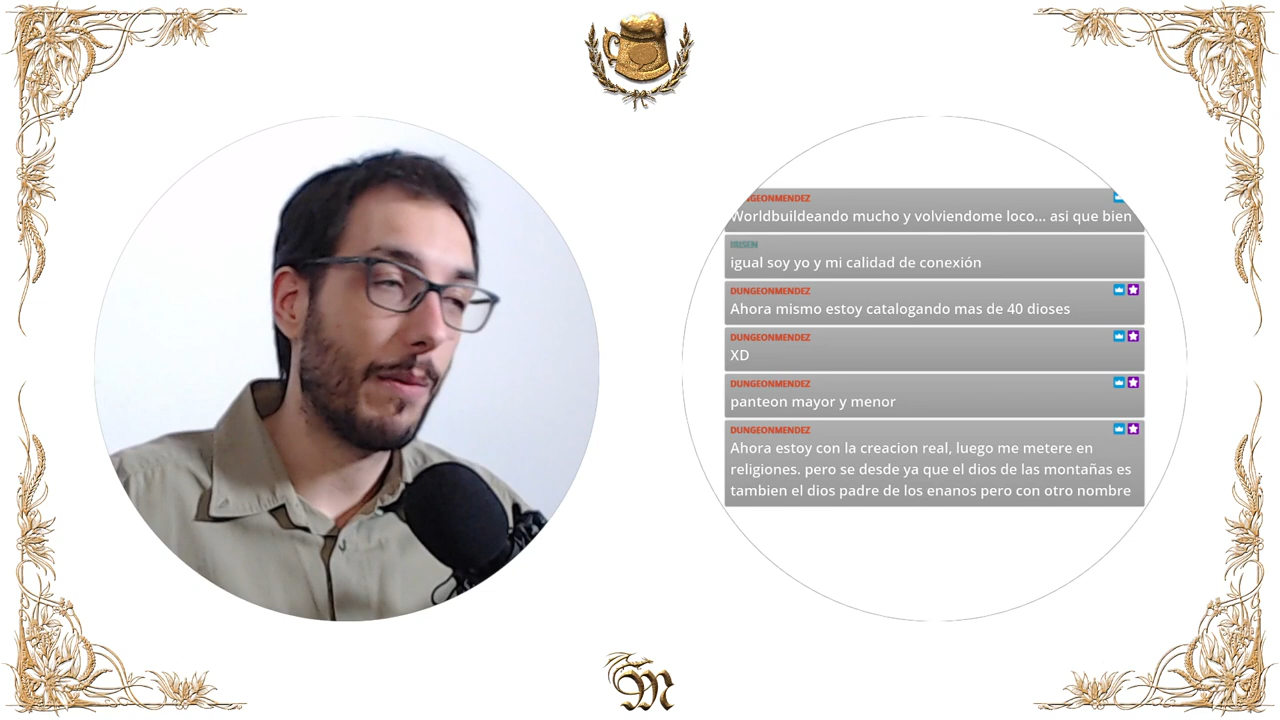 NGEONMENDEZ
Worldbuildeando mucho y volviendome loco... asi que bien
IRISEN
igual soy yo y mi calidad de conexión
DUNGEONMENDEZ
Ahora mismo estoy catalogando mas de 40 dioses
DUNGEONMENDEZ
XD
DUNGEONMENDEZ
panteon mayor y menor
DUNGEONMENDEZ
Ahora estoy con la creacion real, luego me metere en
religiones. pero se desde ya que el dios de las montañas es
tambien el dios padre de los enanos pero con otro nombre
M